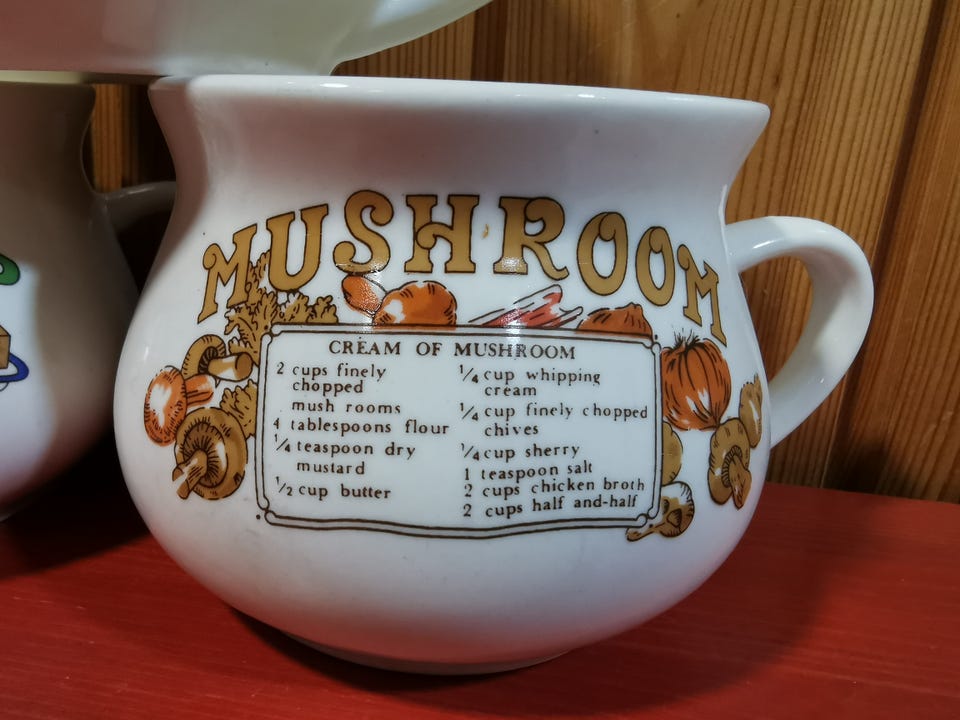 MUSHROOM
CREAM OF MUSHROOM
2 cups finely
chopped
mush rooms
4 tablespoons flour
1/4 teaspoon dry
mustard
1/2 cup butter
1/4 cup whipping
cream
1/4 cup finely chopped
chives
1/4 cup sherry
1 teaspoon salt
2 cups chicken broth
2 cups half and-half